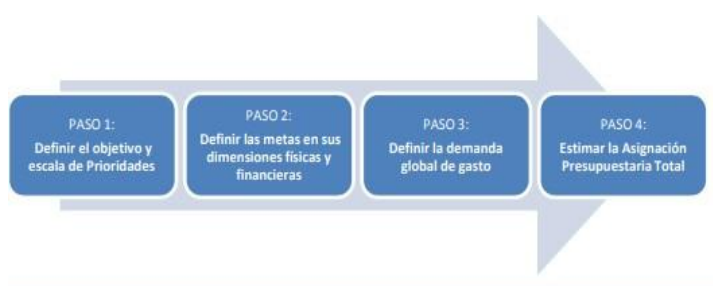 PASO 1:
Definir el objetivo y
escala de Prioridades
PASO 2:
Definir las metas en sus
dimensiones físicas y
financieras
PASO 3:
Definir la demanda
global de gasto
PASO 4:
Estimar la Asignación
Presupuestaria Total